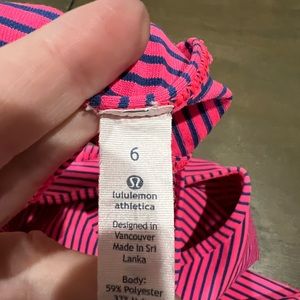 6
lululemon
athletica
Designed in
Vancouver
Made in Sri
Lanka
Body:
59% Polyester